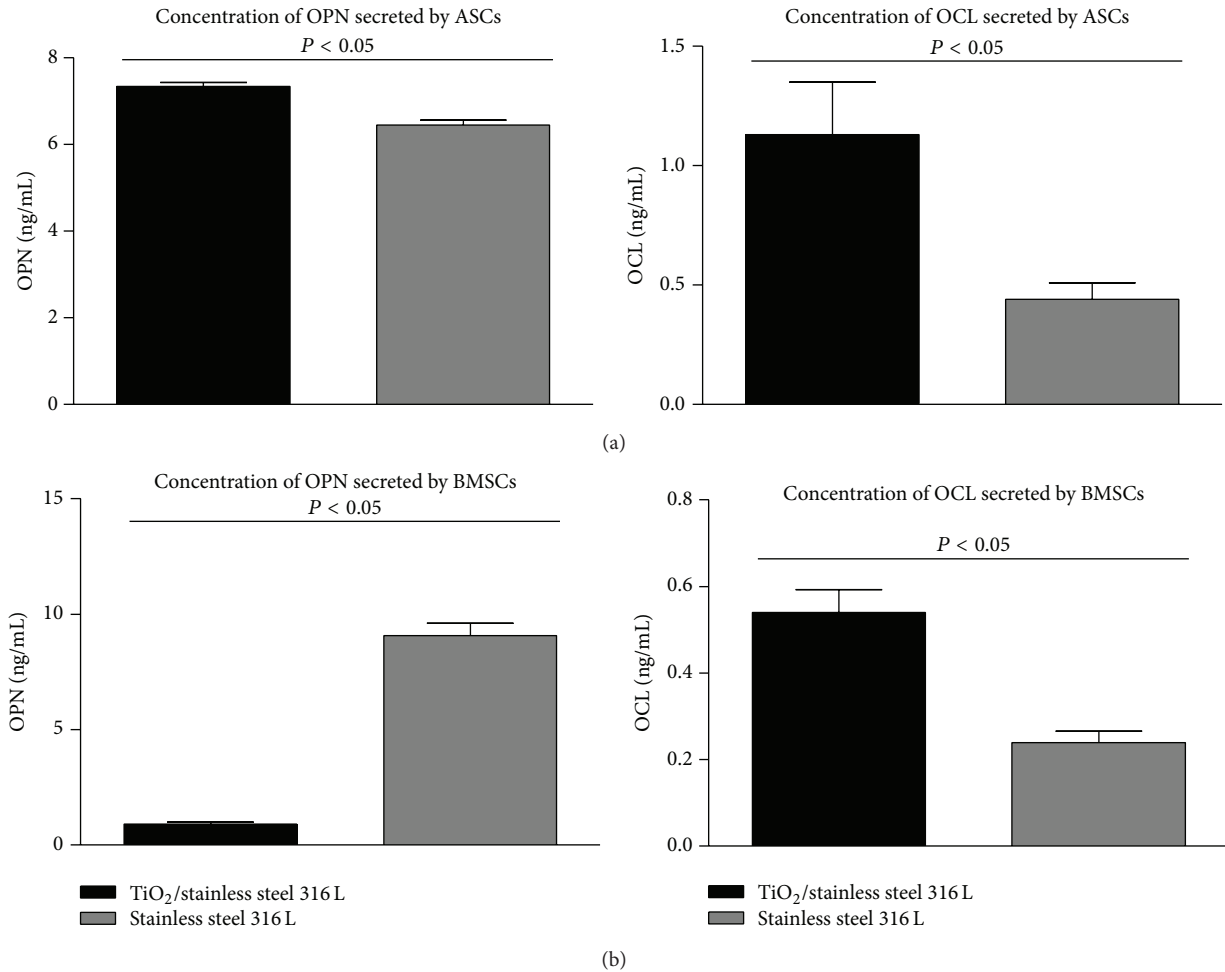 Concentration of OPN secreted by ASCs
P < 0.05
8
6
4
2
0
OPN (ng/mL)
Concentration of OCL secreted by ASCs
P < 0.05
1.5
1.0
0.5
0.0
OCL (ng/mL)
(a)
Concentration of OPN secreted by BMSCs
P < 0.05
15
10
5
0
OPN (ng/mL)
TiO₂/stainless steel 316 L
Stainless steel 316 L
Concentration of OCL secreted by BMSCs
P < 0.05
0.8
0.6
0.4
0.2
0.0
OCL (ng/mL)
TiO₂/stainless steel 316 L
Stainless steel 316 L
(b)